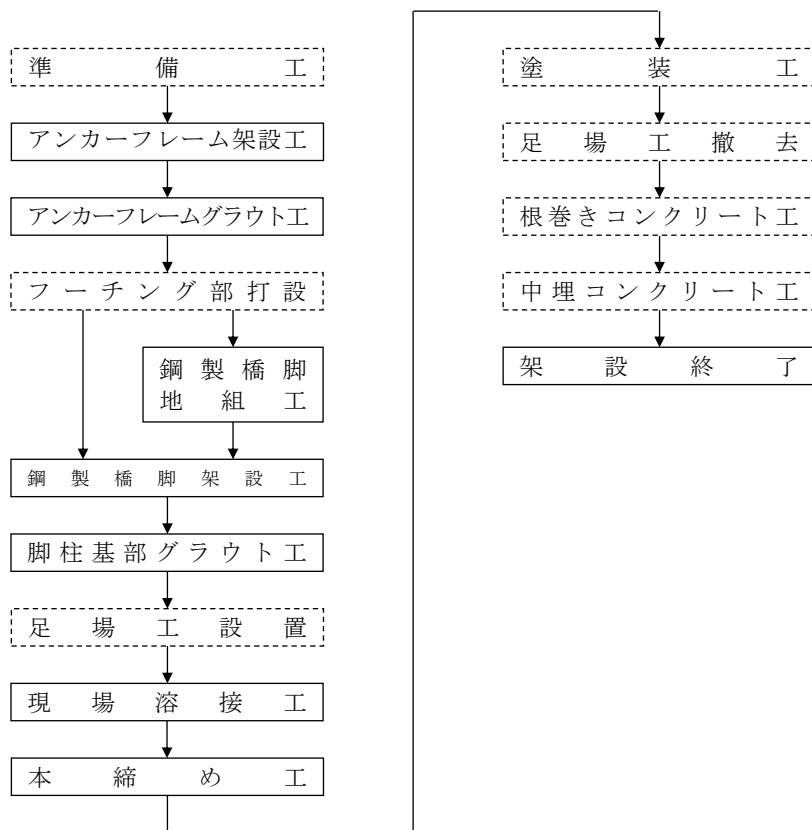 準備工
アンカーフレーム架設工
アンカーフレームグラウト工
フーチング部打設
鋼製橋脚
地組工
鋼製橋脚架設工
脚柱基部グラウト工
足場工設置
現場溶接工
本締め工
塗装工
足場工撤去
根巻きコンクリート工
中埋コンクリート工
架設終了